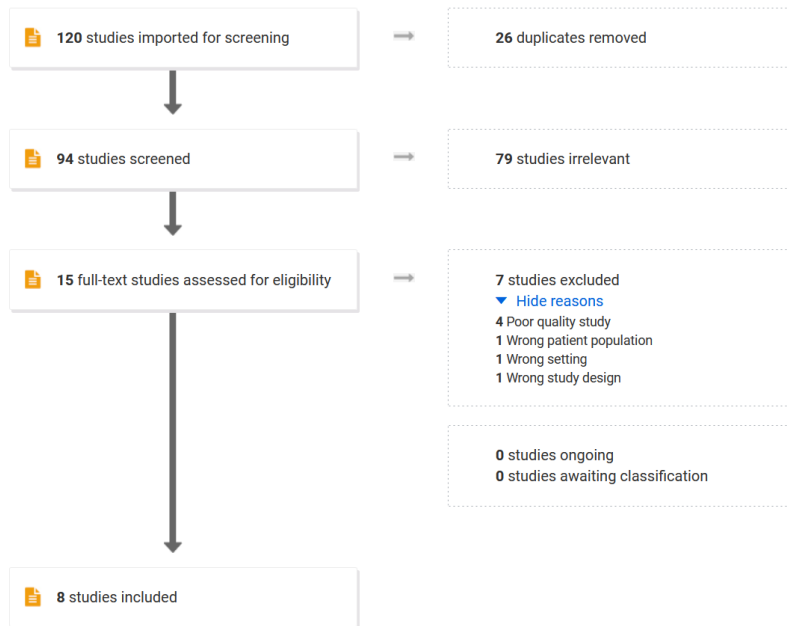 120 studies imported for screening
26 duplicates removed
94 studies screened
79 studies irrelevant
15 full-text studies assessed for eligibility
7 studies excluded
Hide reasons
4 Poor quality study
1 Wrong patient population
1 Wrong setting
1 Wrong study design
0 studies ongoing
0 studies awaiting classification
8 studies included